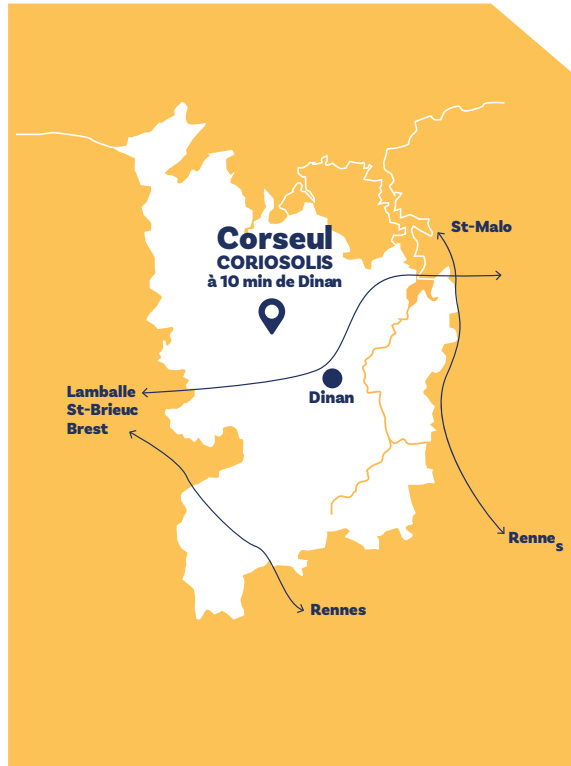 St-Malo
Corseul
CORIOSOLIS
à 10 min de Dinan
Lamballe
St-Brieuc
Brest
Dinan
Rennes
Rennes